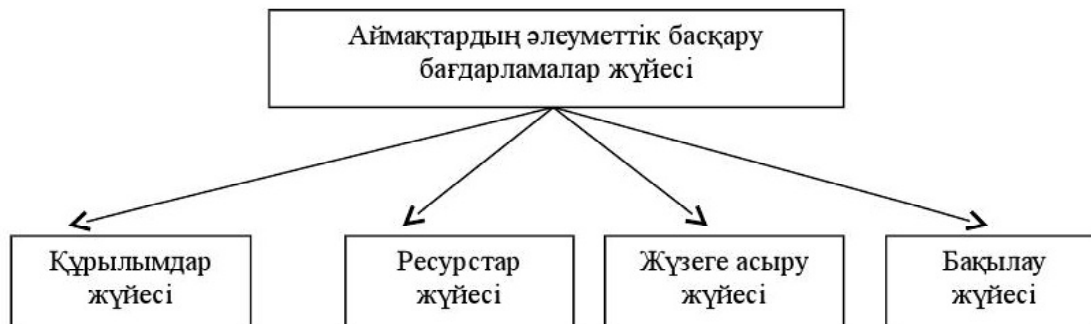 Аймақтардың әлеуметтік басқару
бағдарламалар жүйесі
Құрылымдар
жүйесі
Ресурстар
жүйесі
Жүзеге асыру
жүйесі
Бақылау
жүйесі